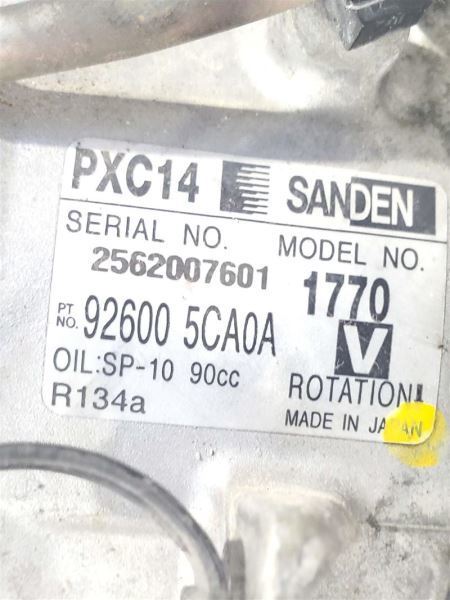 PXC14 SANDEN
SERIAL NO. MODEL NO.
2562007601 1770
PT NO. 92600 5CA0A V
OIL:SP-10 90cc ROTATION
R134a MADE IN JAPAN